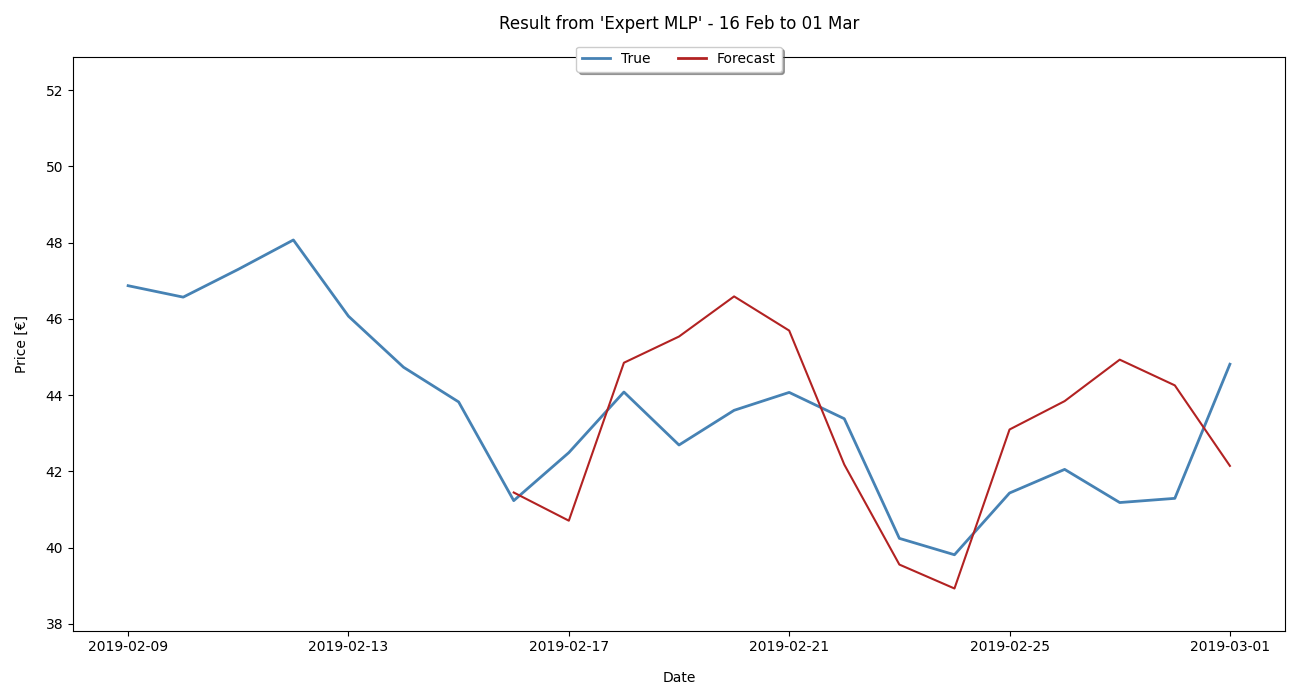 Result from 'Expert MLP' - 16 Feb to 01 Mar
True Forecast
Price [€]
52
50
48
46
44
42
40
38
2019-02-09 2019-02-13 2019-02-17 2019-02-21 2019-02-25 2019-03-01
Date